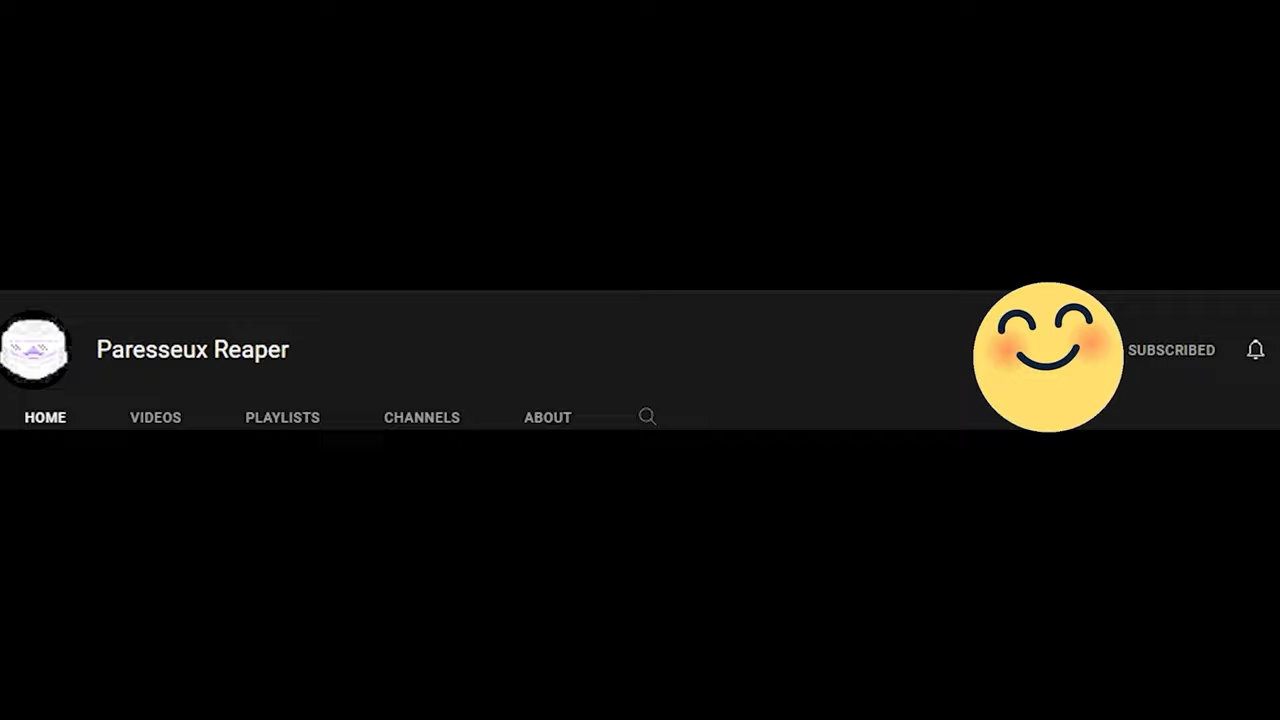 Paresseux Reaper
SUBSCRIBED
HOME VIDEOS PLAYLISTS CHANNELS ABOUT